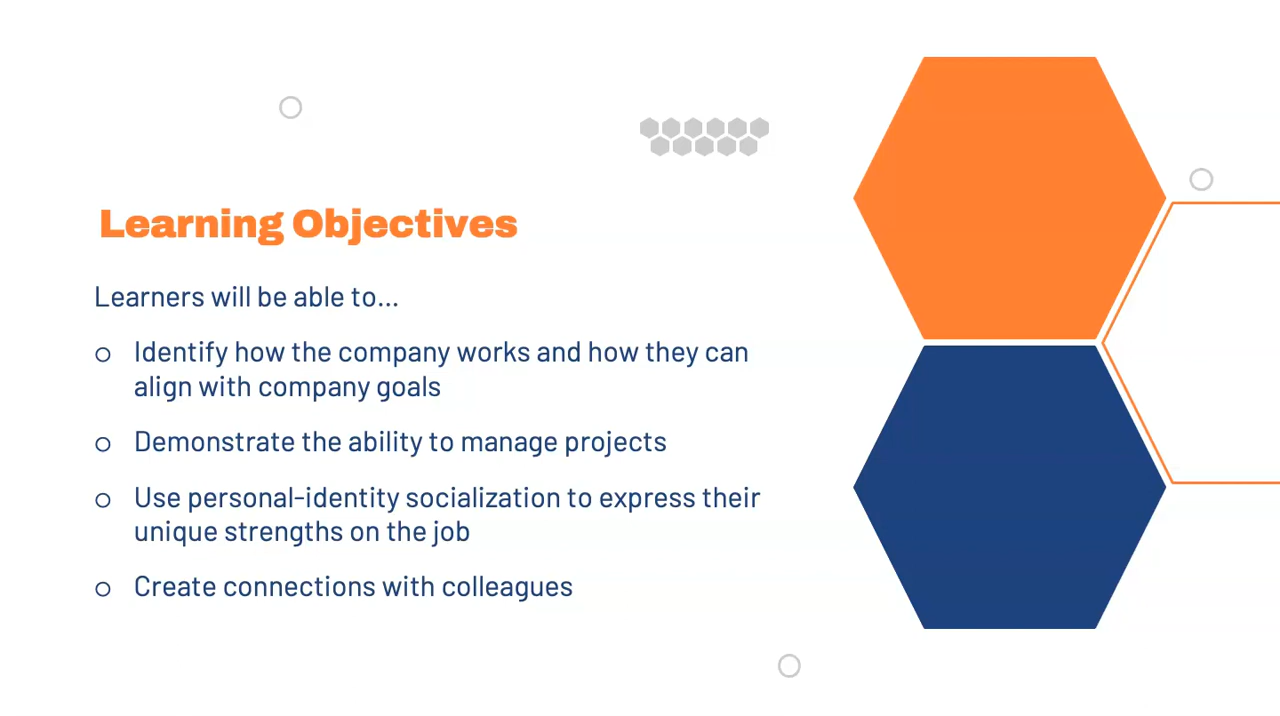 Learning Objectives
Learners will be able to...
Identify how the company works and how they can
align with company goals
Demonstrate the ability to manage projects
Use personal-identity socialization to express their
unique strengths on the job
Create connections with colleagues